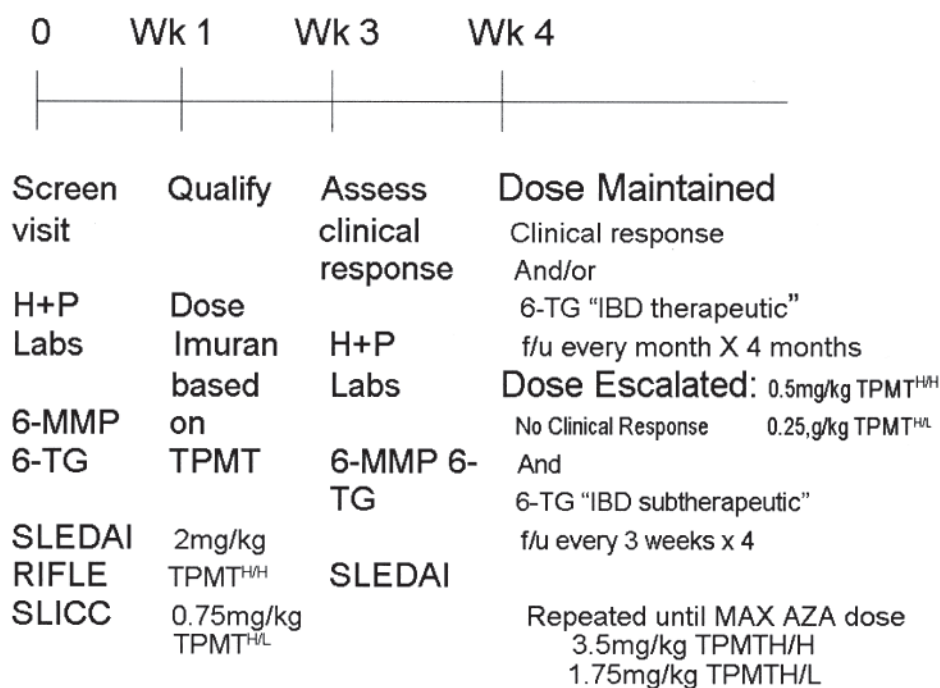 0 Wk 1 Wk 3 Wk 4
Screen
visit
H+P
Labs
6-MMP
6-TG
SLEDAI
RIFLE
SLICC
Qualify
Dose
Imuran
based
on
TPMT
2mg/kg
TPMTH/H
0.75mg/kg
TPMTH/L
Assess
clinical
response
H+P
Labs
6-MMP 6-
TG
SLEDAI
Dose Maintained
Clinical response
And/or
6-TG “IBD therapeutic”
f/u every month X 4 months
Dose Escalated: 0.5mg/kg TPMTH/H
No Clinical Response 0.25,g/kg TPMTH/L
And
6-TG “IBD subtherapeutic”
f/u every 3 weeks x 4
Repeated until MAX AZA dose
3.5mg/kg TPMTH/H
1.75mg/kg TPMTH/L